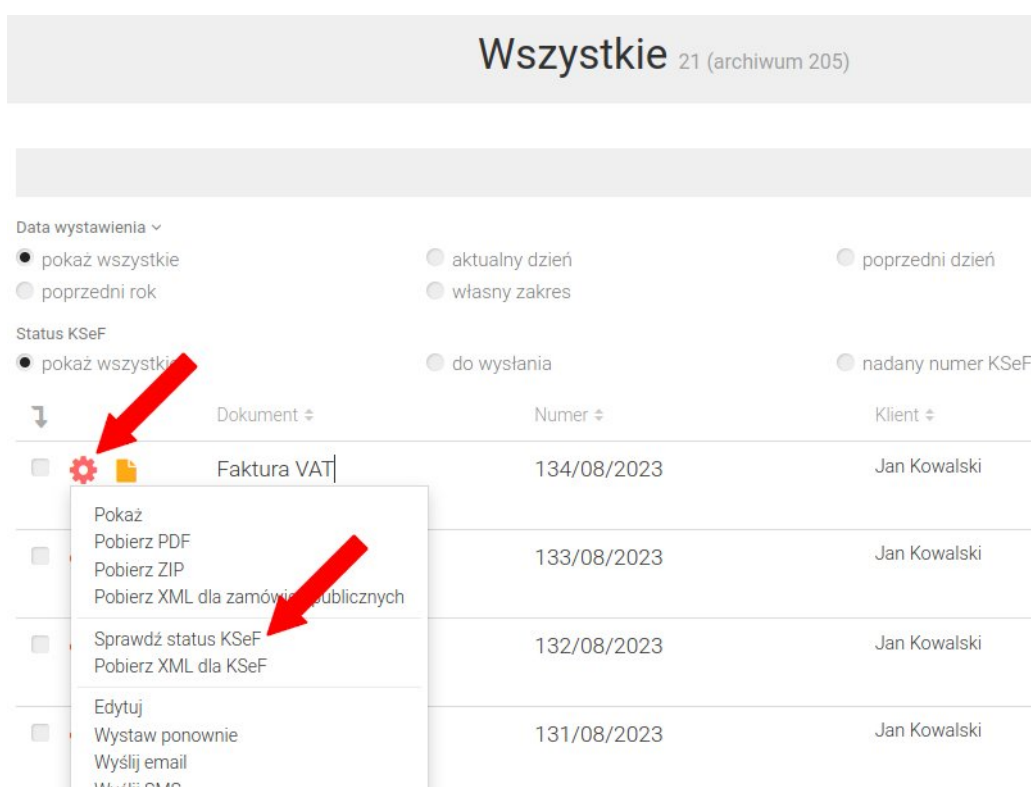 Wszystkie 21 (archiwum 205)
Data wystawienia
pokaż wszystkie aktualny dzień poprzedni dzień
poprzedni rok własny zakres
Status KSeF
pokaż wszystkie do wysłania nadany numer KSeF
Dokument Numer Klient
Faktura VAT 134/08/2023 Jan Kowalski
Pokaż
Pobierz PDF
Pobierz ZIP
Pobierz XML dla zamówień publicznych
Sprawdź status KSeF
Pobierz XML dla KSeF
Edytuj
Wystaw ponownie
Wyślij email
Wyślij SMS
133/08/2023 Jan Kowalski
132/08/2023 Jan Kowalski
131/08/2023 Jan Kowalski